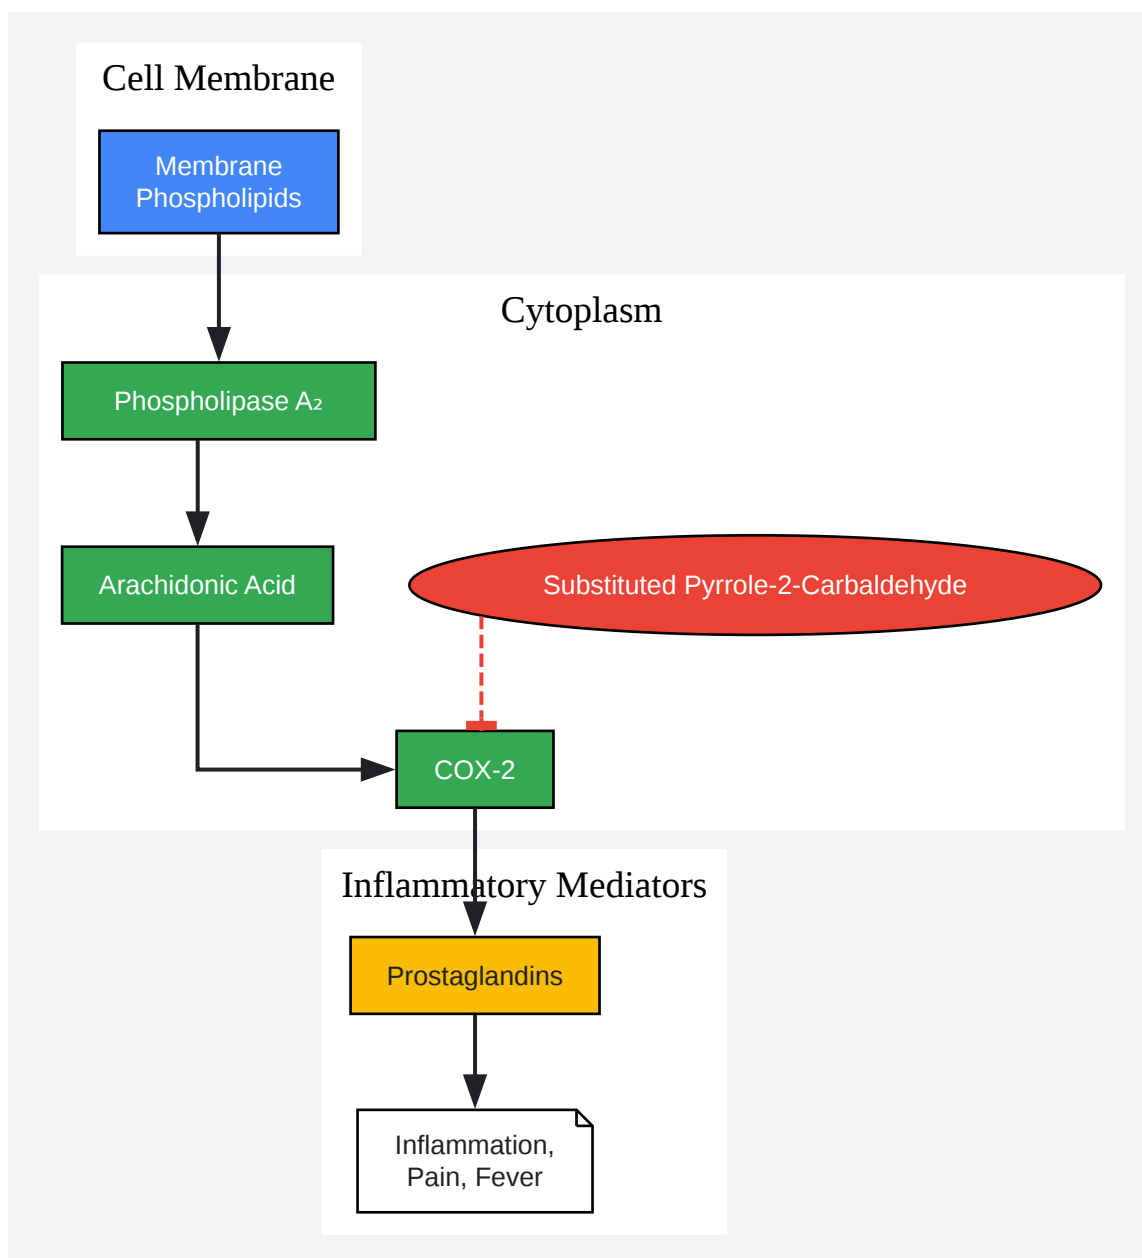 Cell Membrane
Membrane
Phospholipids
Cytoplasm
Phospholipase A₂
Arachidonic Acid
Substituted Pyrrole-2-Carbaldehyde
COX-2
Inflammatory Mediators
Prostaglandins
Inflammation,
Pain, Fever